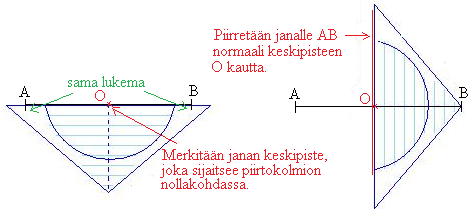 sama lukema
A
O
B
Merkitään janan keskipiste,
joka sijaitsee piirtokolmion
nollakohdassa.
Piirretään janalle AB
normaali keskipisteen
O kautta.
A
O
B